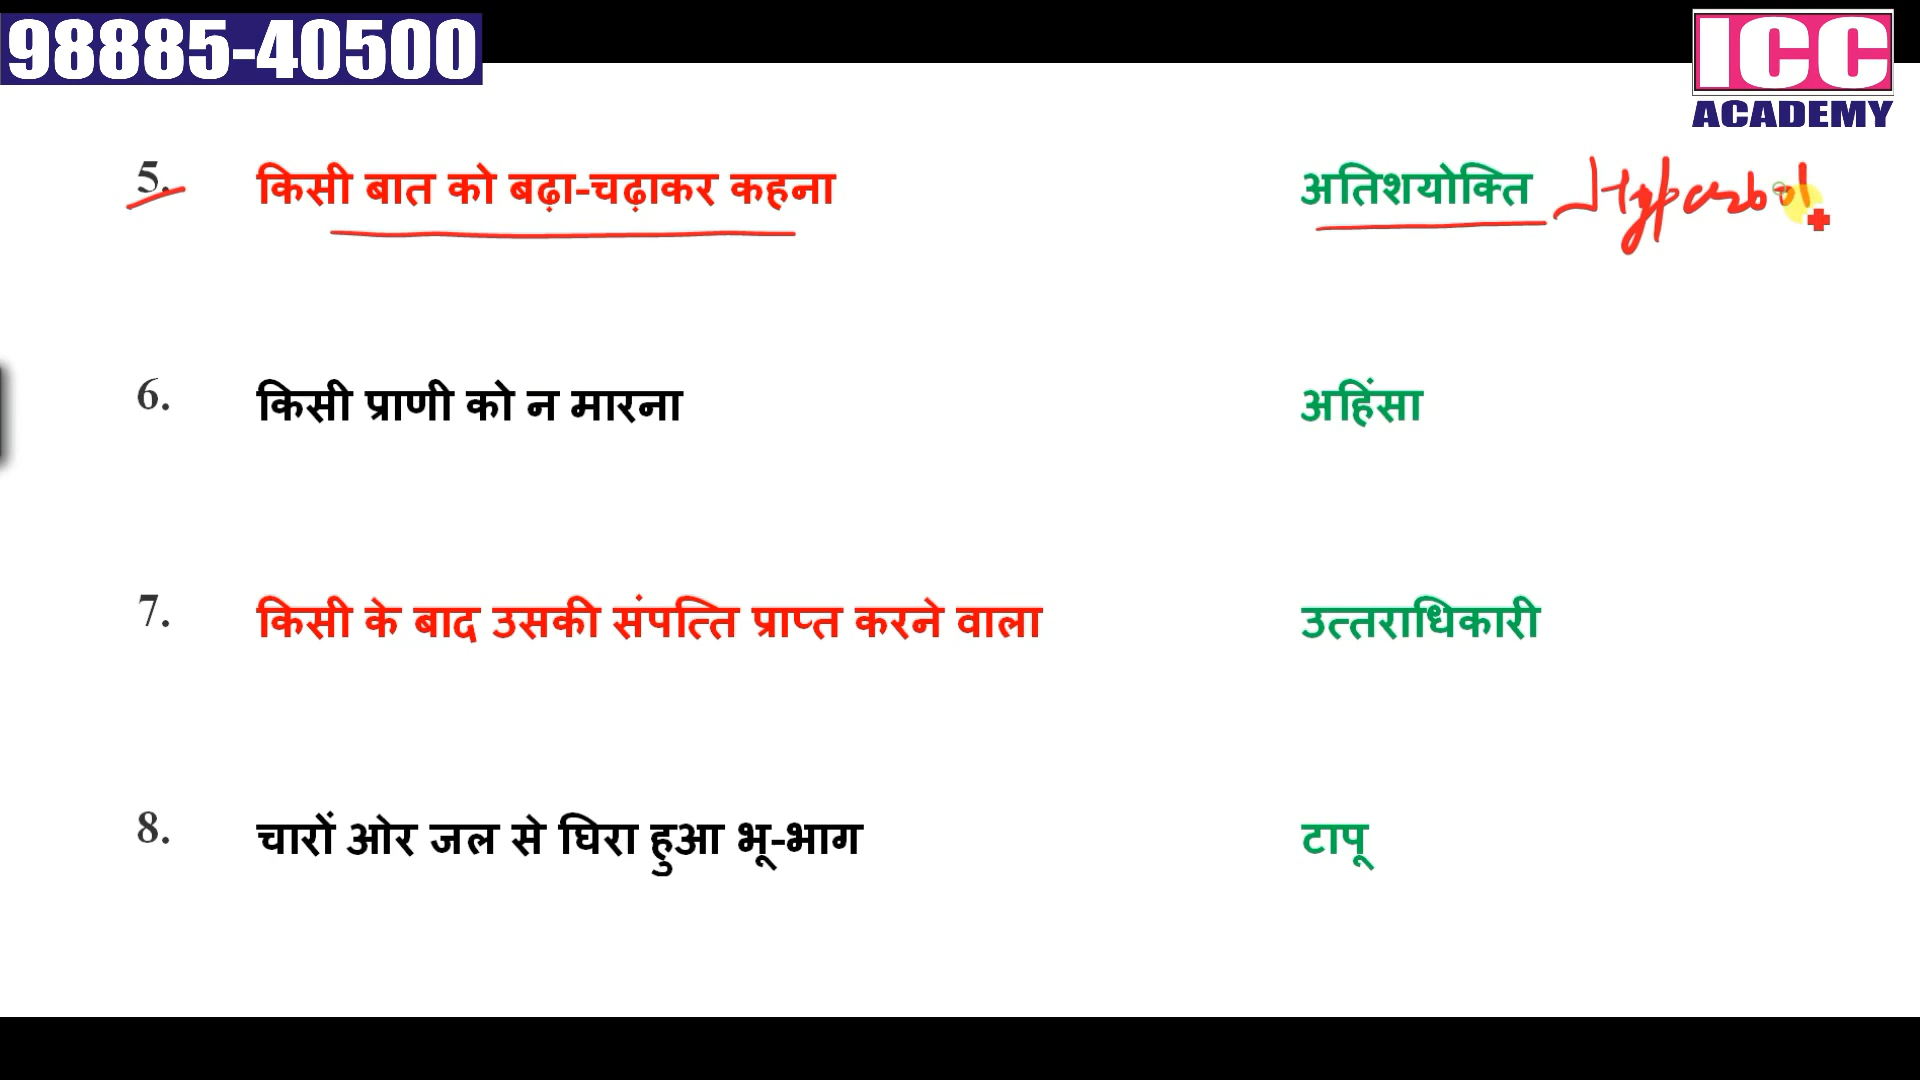 98885-40500
ICC
ACADEMY
5. किसी बात को बढ़ा-चढ़ाकर कहना अतिशयोक्ति Hyperbol
6. किसी प्राणी को न मारना अहिंसा
7. किसी के बाद उसकी संपत्ति प्राप्त करने वाला उत्तराधिकारी
8. चारों ओर जल से घिरा हुआ भू-भाग टापू